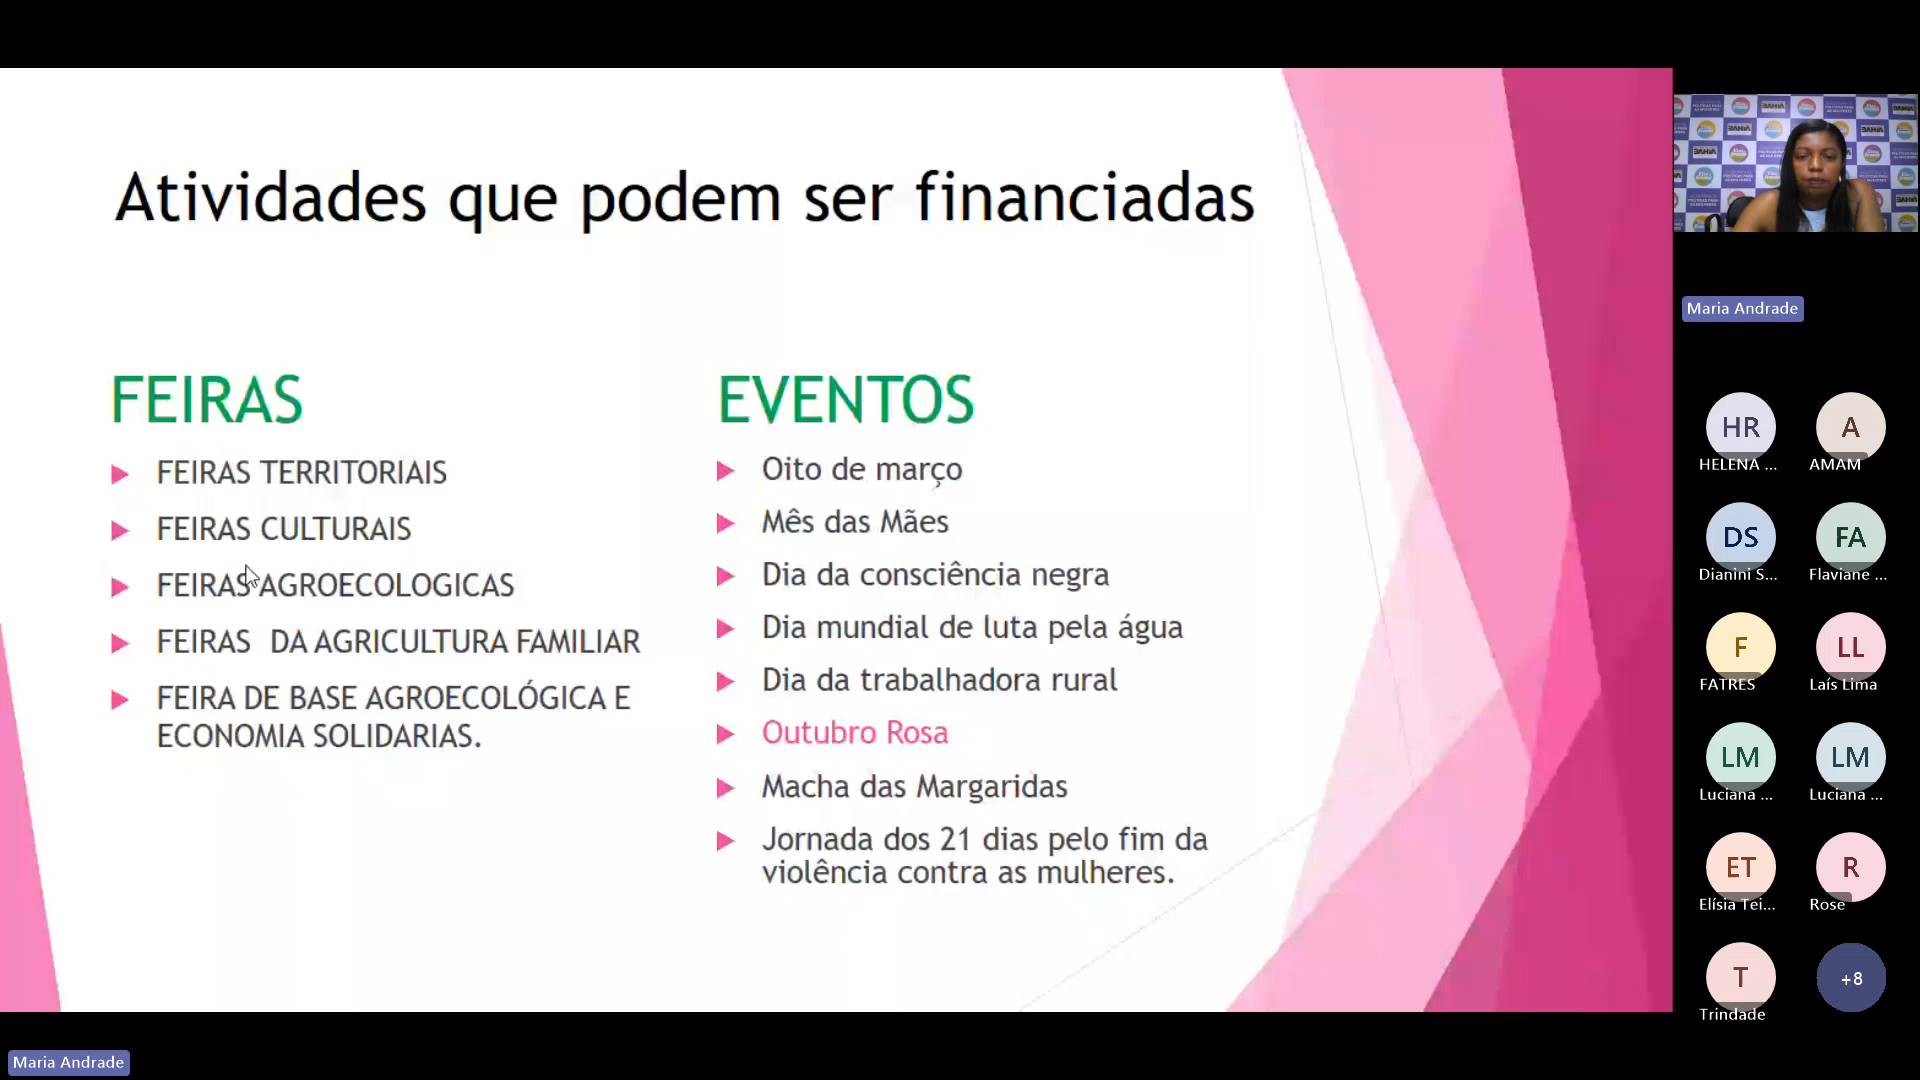 Atividades que podem ser financiadas
FEIRAS
FEIRAS TERRITORIAIS
FEIRAS CULTURAIS
FEIRAS AGROECOLOGICAS
FEIRAS DA AGRICULTURA FAMILIAR
FEIRA DE BASE AGROECOLÓGICA E
ECONOMIA SOLIDARIAS.
EVENTOS
Oito de março
Mês das Mães
Dia da consciência negra
Dia mundial de luta pela água
Dia da trabalhadora rural
Outubro Rosa
Macha das Margaridas
Jornada dos 21 dias pelo fim da
violência contra as mulheres.
BAHIA
Maria Andrade
HR
HELENA ...
A
AMAM
DS
Dianini S...
FA
Flaviane ...
F
FATRES
LL
Laís Lima
LM
Luciana ...
LM
Luciana ...
ET
Elísia Tei...
R
Rose
T
Trindade
+8
Maria Andrade